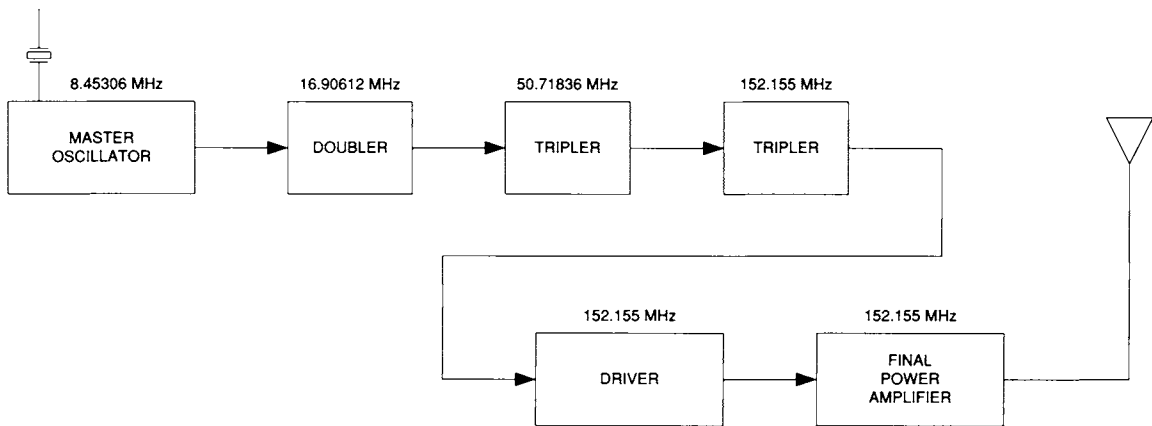 8.45306 MHz
16.90612 MHz
50.71836 MHz
152.155 MHz
MASTER
OSCILLATOR
DOUBLER
TRIPLER
TRIPLER
152.155 MHz
152.155 MHz
DRIVER
FINAL
POWER
AMPLIFIER